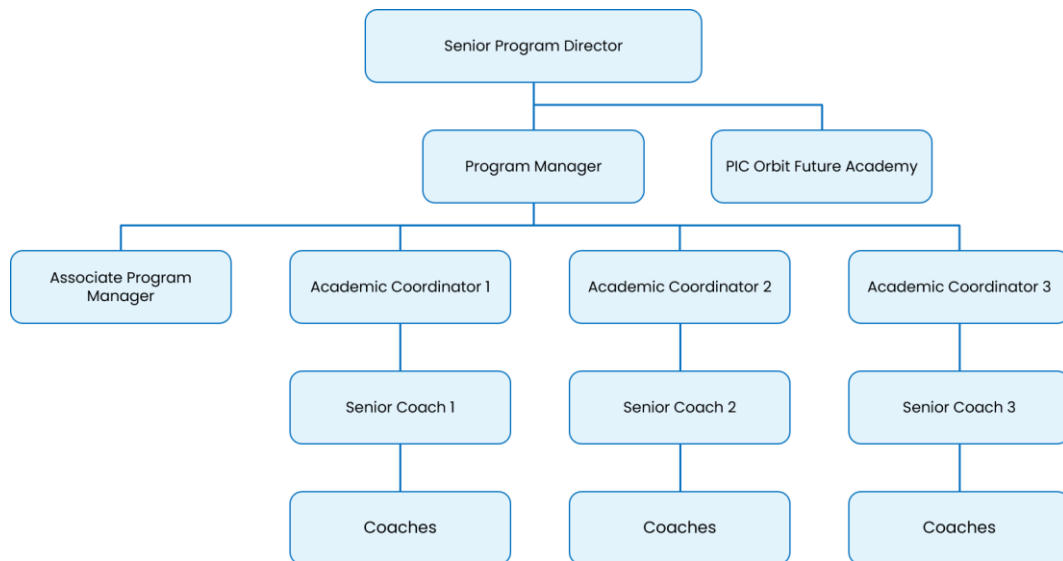 Senior Program Director
Program Manager
PIC Orbit Future Academy
Associate Program
Manager
Academic Coordinator 1
Academic Coordinator 2
Academic Coordinator 3
Senior Coach 1
Senior Coach 2
Senior Coach 3
Coaches
Coaches
Coaches